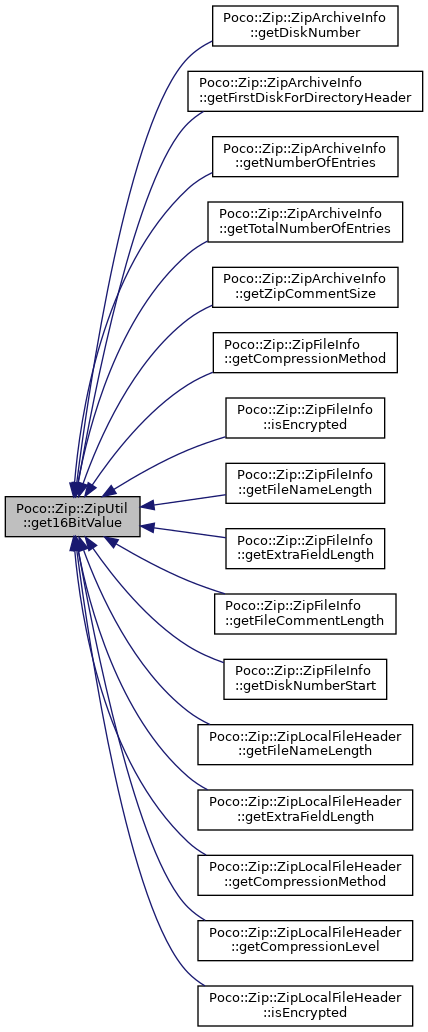 Poco::Zip::ZipArchiveInfo
::getDiskNumber
Poco::Zip::ZipArchiveInfo
::getFirstDiskForDirectoryHeader
Poco::Zip::ZipArchiveInfo
::getNumberOfEntries
Poco::Zip::ZipArchiveInfo
::getTotalNumberOfEntries
Poco::Zip::ZipArchiveInfo
::getZipCommentSize
Poco::Zip::ZipFileInfo
::getCompressionMethod
Poco::Zip::ZipFileInfo
::isEncrypted
Poco::Zip::ZipFileInfo
::getFileNameLength
Poco::Zip::ZipUtil
::get16BitValue
Poco::Zip::ZipFileInfo
::getExtraFieldLength
Poco::Zip::ZipFileInfo
::getFileCommentLength
Poco::Zip::ZipFileInfo
::getDiskNumberStart
Poco::Zip::ZipLocalFileHeader
::getFileNameLength
Poco::Zip::ZipLocalFileHeader
::getExtraFieldLength
Poco::Zip::ZipLocalFileHeader
::getCompressionMethod
Poco::Zip::ZipLocalFileHeader
::getCompressionLevel
Poco::Zip::ZipLocalFileHeader
::isEncrypted